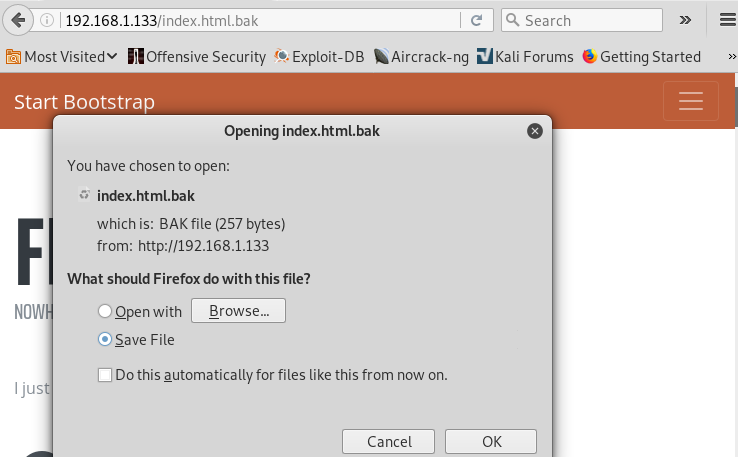 192.168.1.133/index.html.bak
Search
Most Visited
Offensive Security
Exploit-DB
Aircrack-ng
Kali Forums
Getting Started
Start Bootstrap
Opening index.html.bak
You have chosen to open:
index.html.bak
which is: BAK file (257 bytes)
from: http://192.168.1.133
What should Firefox do with this file?
Open with
Browse...
Save File
Do this automatically for files like this from now on.
NOWH
I just
Cancel
OK